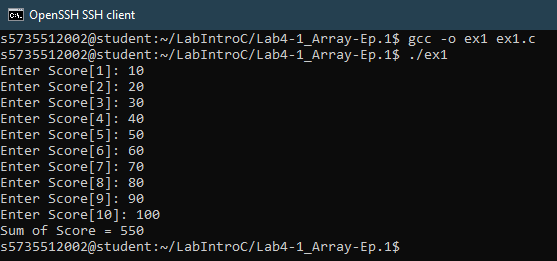 OpenSSH SSH client
s5735512002@student:~/LabIntroC/Lab4-1_Array-Ep.1$ gcc -o ex1 ex1.c
s5735512002@student:~/LabIntroC/Lab4-1_Array-Ep.1$ ./ex1
Enter Score[1]: 10
Enter Score[2]: 20
Enter Score[3]: 30
Enter Score[4]: 40
Enter Score[5]: 50
Enter Score[6]: 60
Enter Score[7]: 70
Enter Score[8]: 80
Enter Score[9]: 90
Enter Score[10]: 100
Sum of Score = 550
s5735512002@student:~/LabIntroC/Lab4-1_Array-Ep.1$